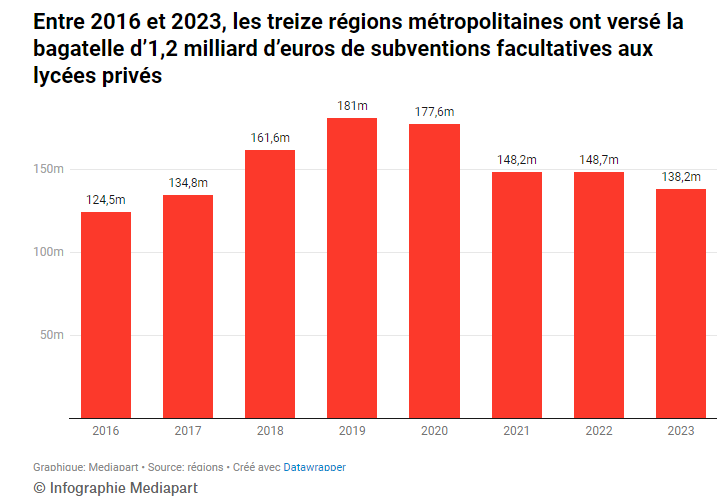 Entre 2016 et 2023, les treize régions métropolitaines ont versé la
bagatelle d’1,2 milliard d’euros de subventions facultatives aux
lycées privés
181m
177,6m
161,6m
148,2m
148,7m
150m
134,8m
138,2m
124,5m
100m
50m
2016 2017 2018 2019 2020 2021 2022 2023
Graphique: Mediapart • Source: régions • Créé avec Datawrapper
© Infographie Mediapart